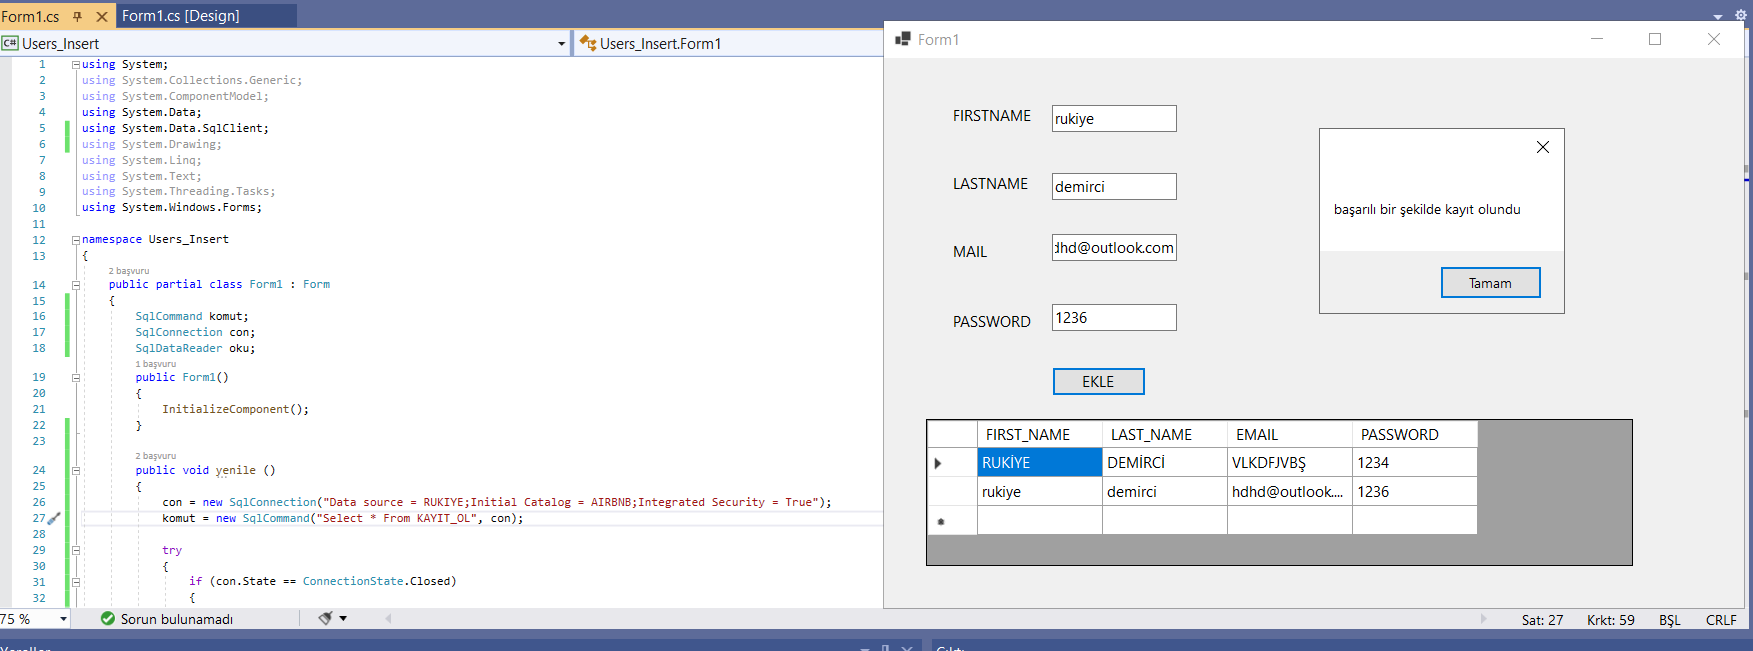 Form1.cs
Form1.cs [Design]
C# Users_Insert
Users_Insert.Form1
1 using System;
2 using System.Collections.Generic;
3 using System.ComponentModel;
4 using System.Data;
5 using System.Data.SqlClient;
6 using System.Drawing;
7 using System.Linq;
8 using System.Text;
9 using System.Threading.Tasks;
10 using System.Windows.Forms;
11
12 namespace Users_Insert
13 {
2 başvuru
14 public partial class Form1 : Form
15 {
16 SqlCommand komut;
17 SqlConnection con;
18 SqlDataReader oku;
1 başvuru
19 public Form1()
20 {
21 InitializeComponent();
22 }
23
2 başvuru
24 public void yenile ()
25 {
26 con = new SqlConnection("Data source = RUKIYE;Initial Catalog = AIRBNB;Integrated Security = True");
27 komut = new SqlCommand("Select * From KAYIT_OL", con);
28
29 try
30 {
31 if (con.State == ConnectionState.Closed)
32 {
75 %
Sorun bulunamadı
Form1
FIRSTNAME rukiye
LASTNAME demirci
MAIL dhd@outlook.com
PASSWORD 1236
EKLE
başarılı bir şekilde kayıt olundu
Tamam
FIRST_NAME LAST_NAME EMAIL PASSWORD
RUKİYE DEMİRCİ VLKDFJVBŞ 1234
rukiye demirci hdhd@outlook.... 1236
Sat: 27 Krkt: 59 BŞL CRLF